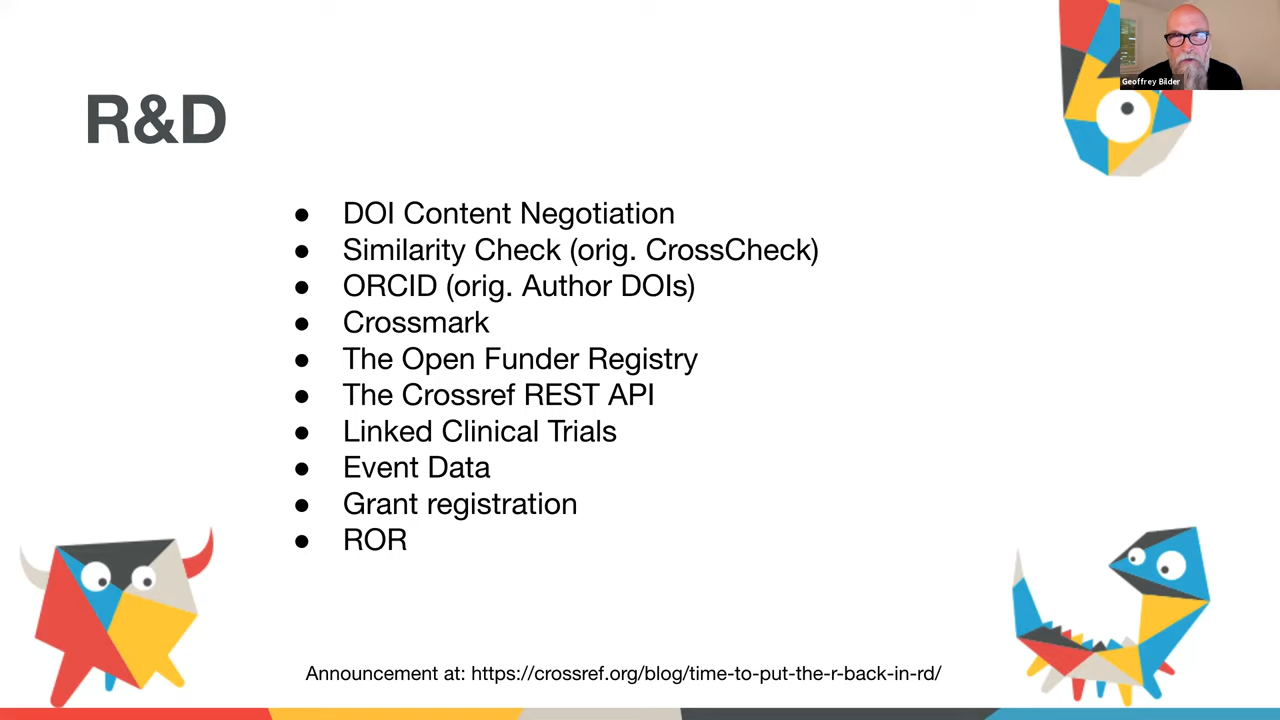 Geoffrey Bilder
R&D
● DOI Content Negotiation
● Similarity Check (orig. CrossCheck)
● ORCID (orig. Author DOIs)
● Crossmark
● The Open Funder Registry
● The Crossref REST API
● Linked Clinical Trials
● Event Data
● Grant registration
● ROR
Announcement at: https://crossref.org/blog/time-to-put-the-r-back-in-rd/